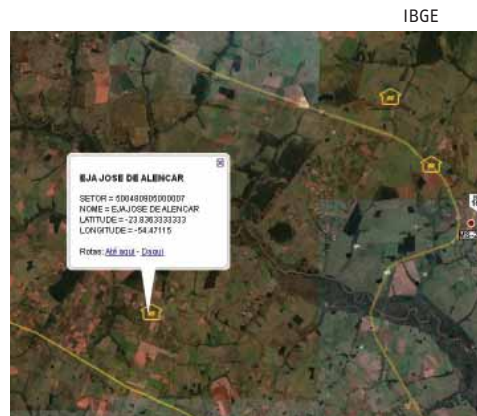 IBGE
EJA JOSE DE ALENCAR
SETOR = 500480905000007
NOME = EJAJOSE DE ALENCAR
LATITUDE = -23.8363333333
LONGITUDE = -54.47115
Rotas: Até aqui - Daqui